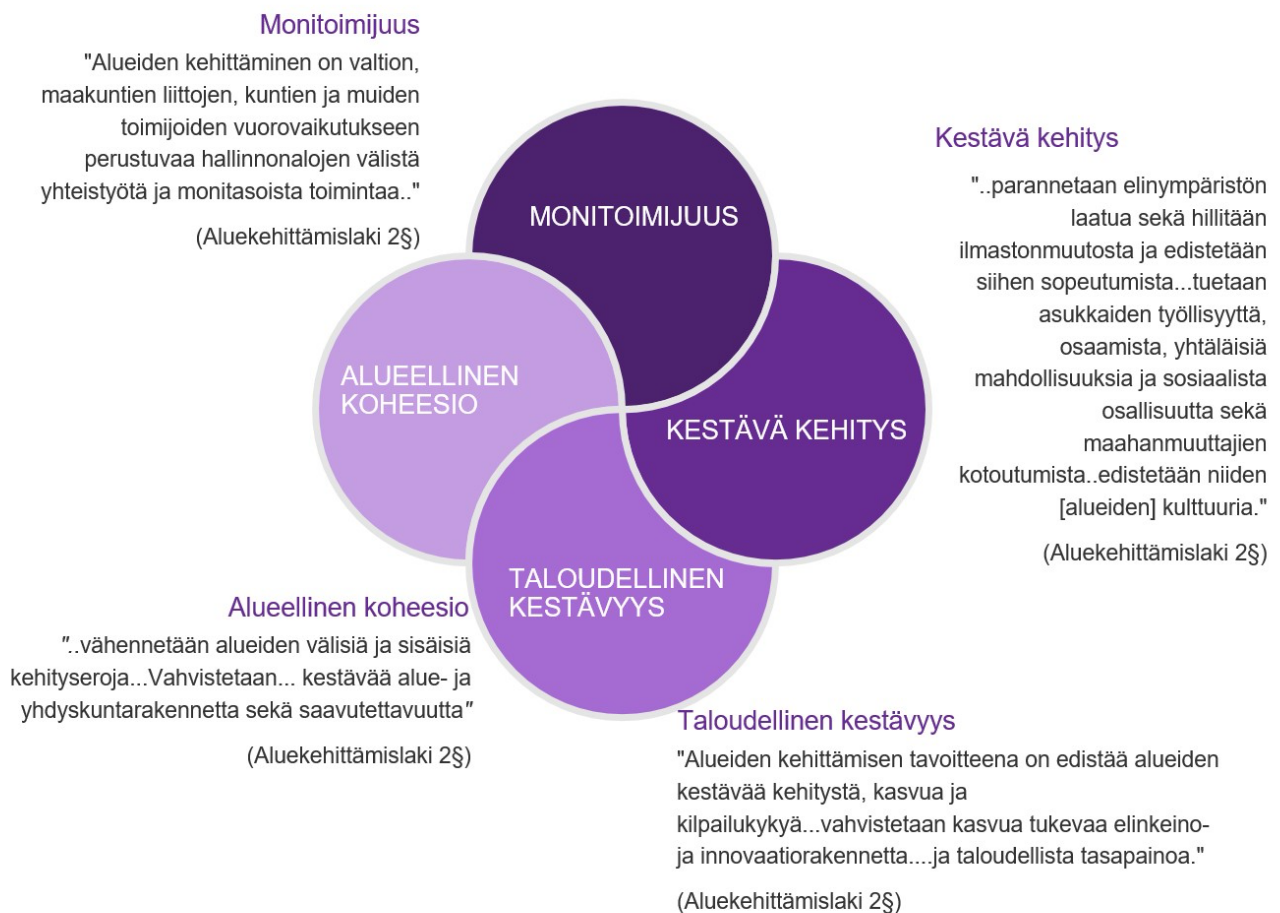 Monitoimijuus
"Alueiden kehittäminen on valtion,
maakuntien liittojen, kuntien ja muiden
toimijoiden vuorovaikutukseen
perustuvaa hallinnonalojen välistä
yhteistyötä ja monitasoista toimintaa.."
(Aluekehittämislaki 2§)
MONITOIMIJUUS
Kestävä kehitys
"..parannetaan elinympäristön
laatua sekä hillitään
ilmastonmuutosta ja edistetään
siihen sopeutumista...tuetaan
asukkaiden työllisyyttä,
osaamista, yhtäläisiä
mahdollisuuksia ja sosiaalista
osallisuutta sekä
maahanmuuttajien
kotoutumista..edistetään niiden
[alueiden] kulttuuria."
(Aluekehittämislaki 2§)
ALUEELLINEN
KOHEESIO
KESTÄVÄ KEHITYS
TALOUDELLINEN
KESTÄVYYS
Alueellinen koheesio
"..vähennetään alueiden välisiä ja sisäisiä
kehityseroja...Vahvistetaan... kestävää alue- ja
yhdyskuntarakennetta sekä saavutettavuutta"
(Aluekehittämislaki 2§)
Taloudellinen kestävyys
"Alueiden kehittämisen tavoitteena on edistää alueiden
kestävää kehitystä, kasvua ja
kilpailukykyä...vahvistetaan kasvua tukevaa elinkeino-
ja innovaatiorakennetta....ja taloudellista tasapainoa."
(Aluekehittämislaki 2§)